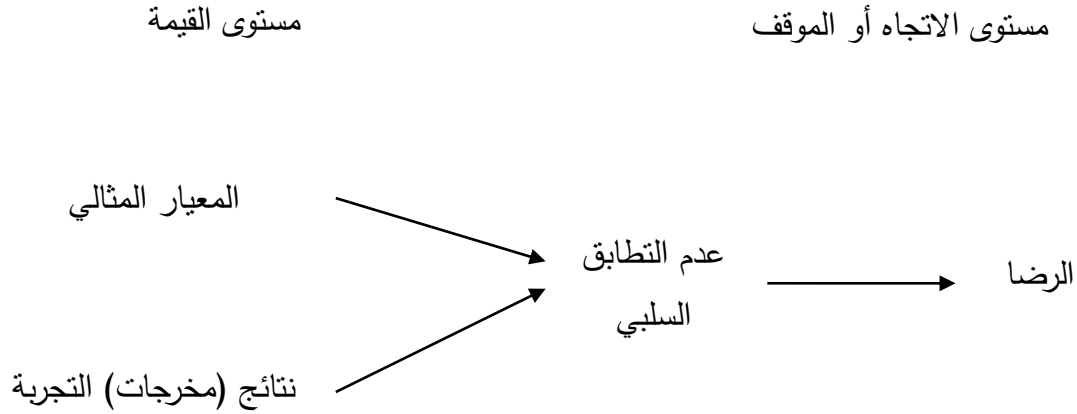 مستوى الاتجاه أو الموقف
مستوى القيمة
المعيار المثالي
عدم التطابق
السلبي
الرضا
نتائج (مخرجات) التجربة